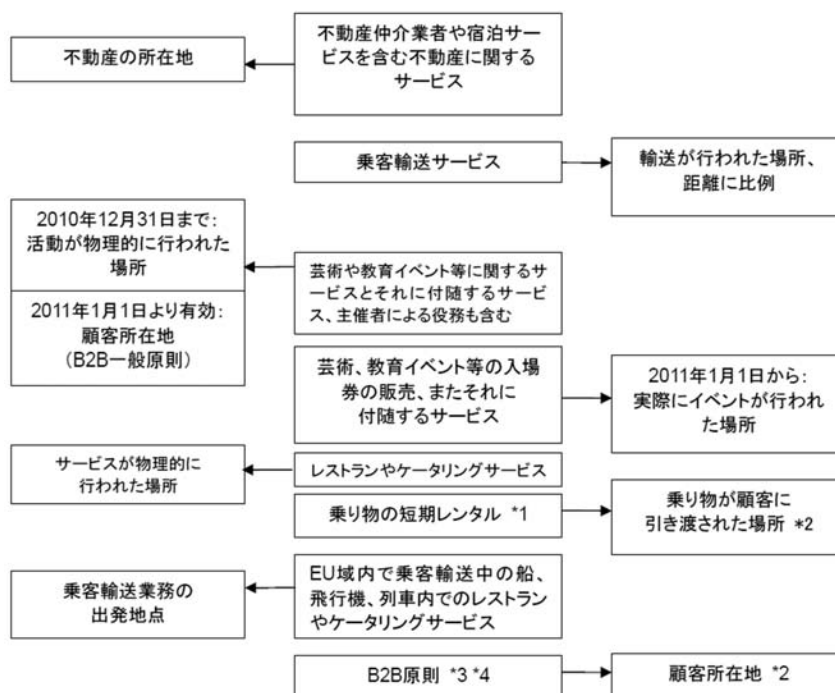 不動産の所在地
不動産仲介業者や宿泊サー
ビスを含む不動産に関する
サービス
乗客輸送サービス
輸送が行われた場所、
距離に比例
2010年12月31日まで:
活動が物理的に行われた
場所
2011年1月1日より有効:
顧客所在地
(B2B一般原則)
芸術や教育イベント等に関するサ
ービスとそれに付随するサービ
ス、主催者による役務も含む
芸術、教育イベント等の入場
券の販売、またそれに
付随するサービス
2011年1月1日から:
実際にイベントが行われ
た場所
サービスが物理的に
行われた場所
レストランやケータリングサービス
乗り物の短期レンタル *1
乗り物が顧客に
引き渡された場所 *2
乗客輸送業務の
出発地点
EU域内で乗客輸送中の船、
飛行機、列車内でのレストラン
やケータリングサービス
B2B原則 *3 *4
顧客所在地 *2